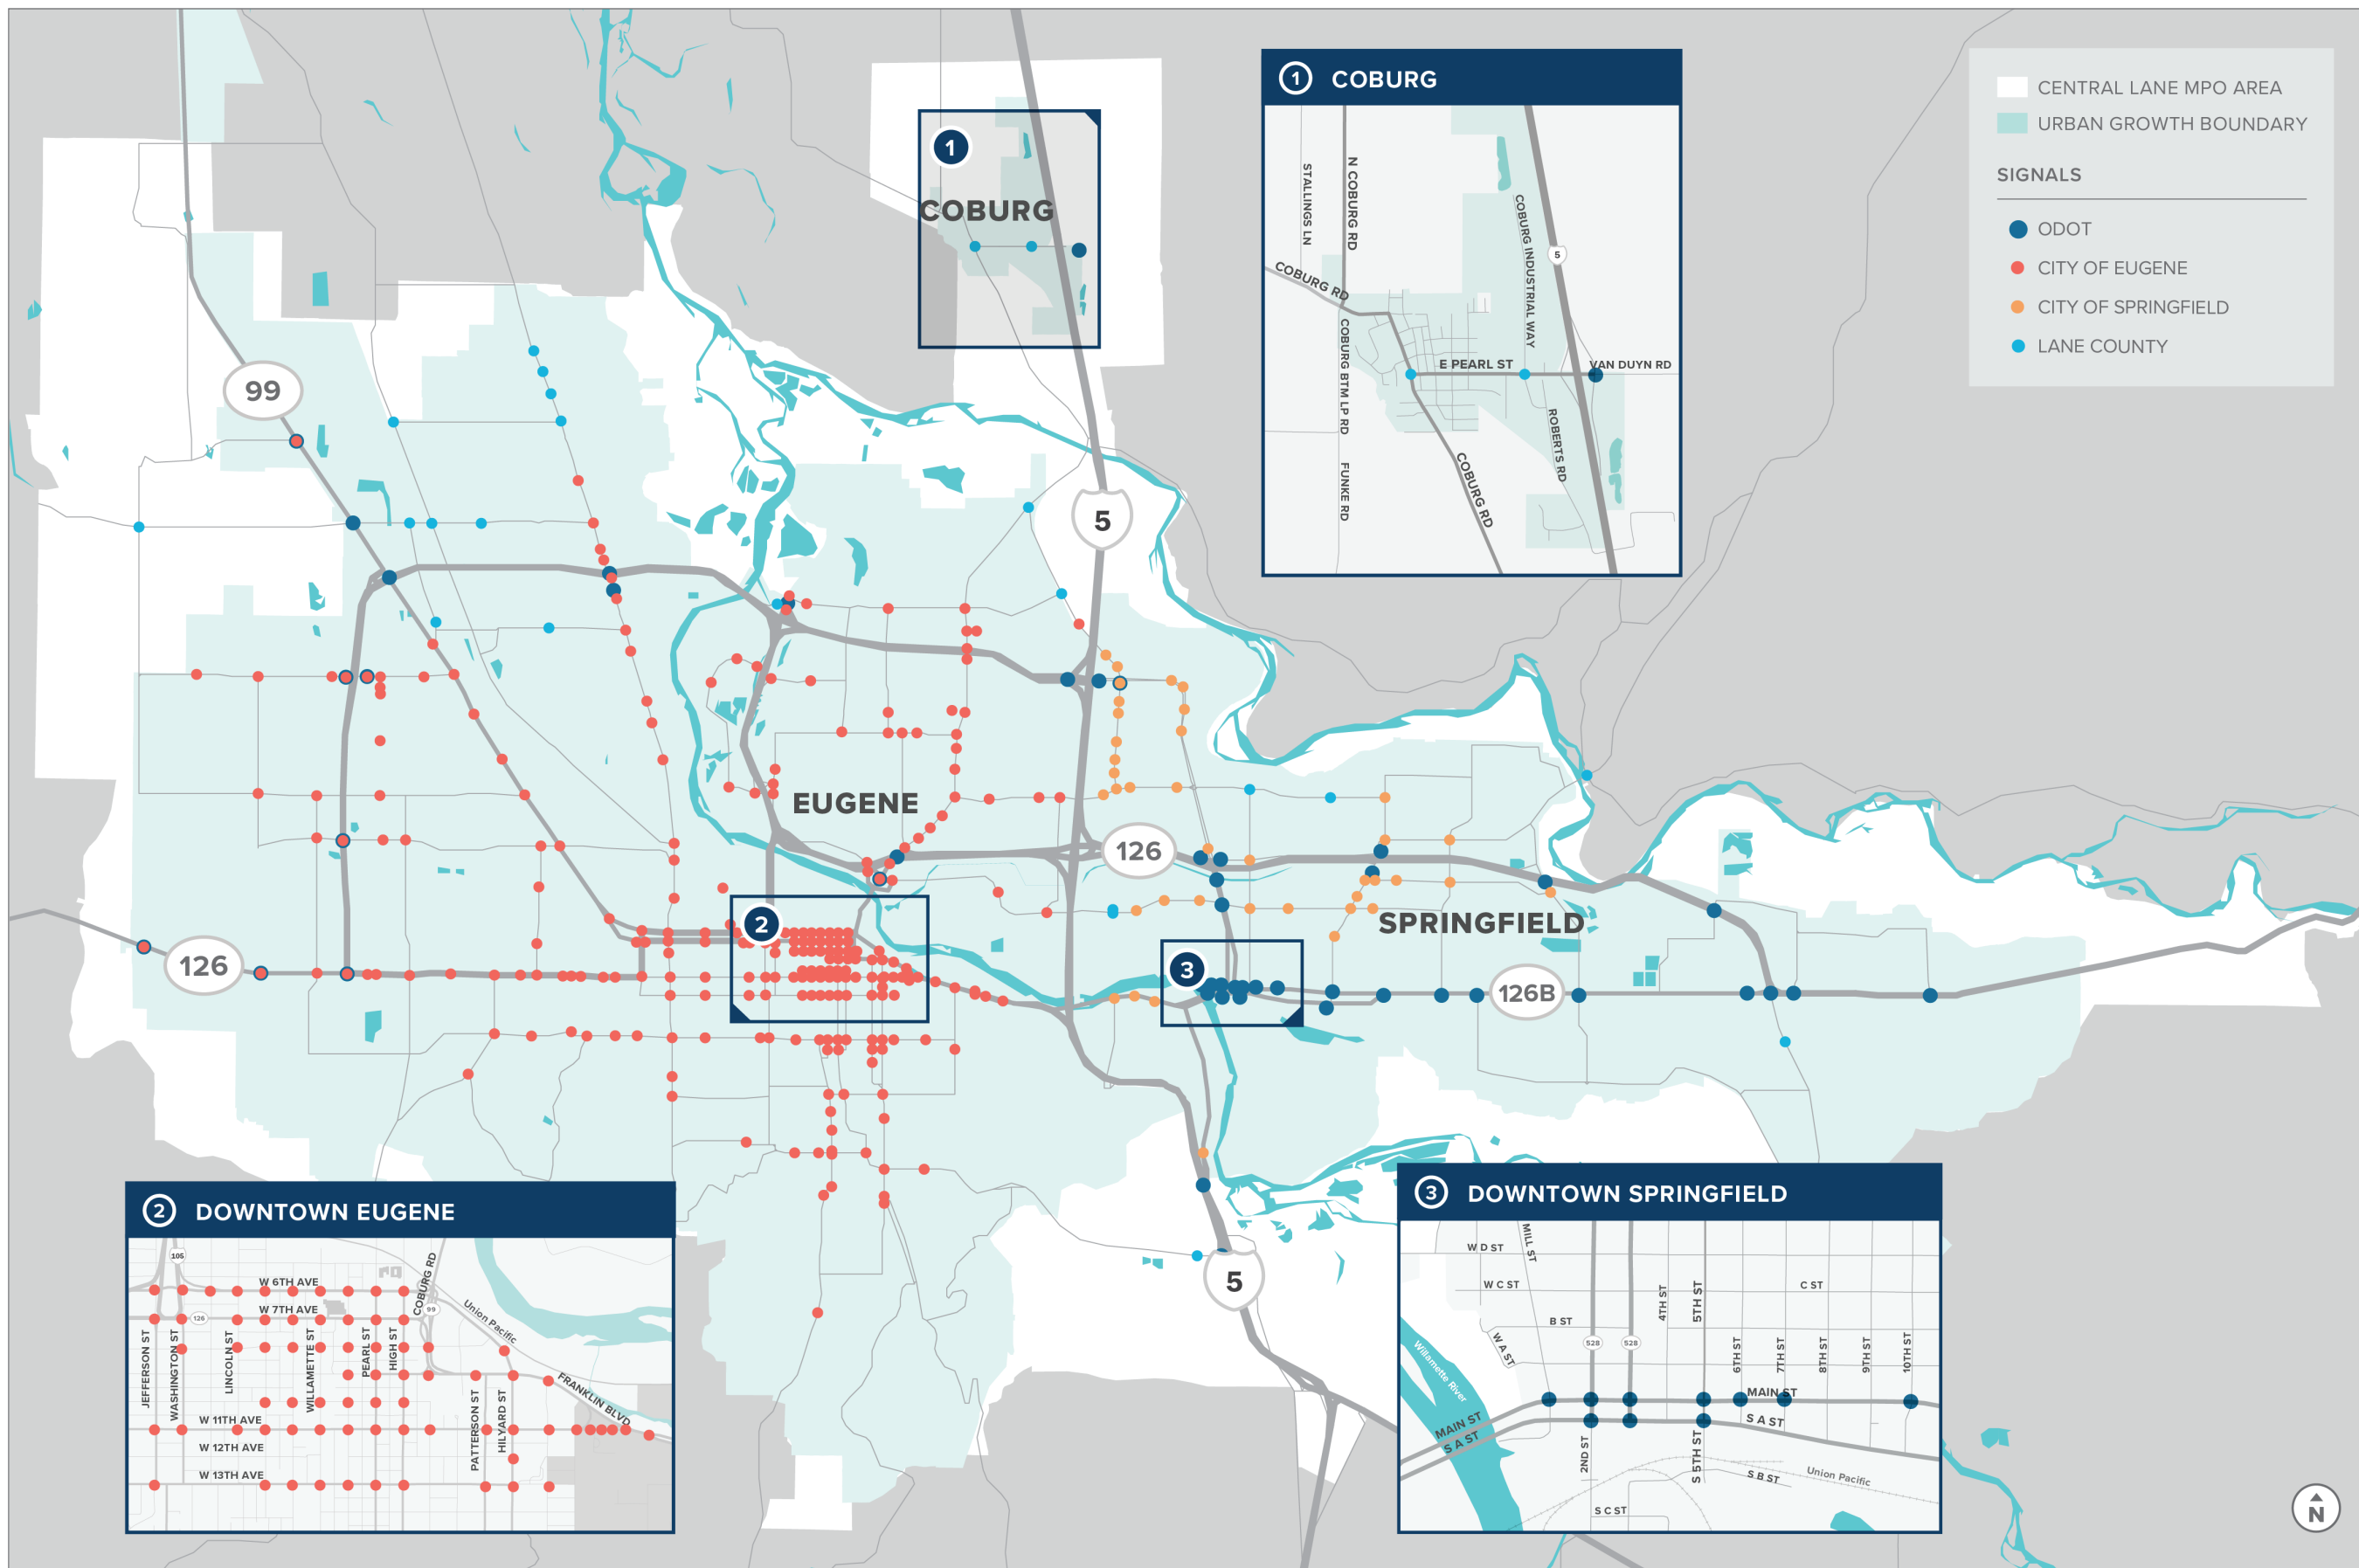 1 COBURG
STALLINGS LN
N COBURG RD
COBURG RD
COBURG INDUSTRIAL WAY
5
COBURG BTM LP RD
E PEARL ST
VAN DUYN RD
ROBERTS RD
COBURG RD
FUNKE RD
CENTRAL LANE MPO AREA
URBAN GROWTH BOUNDARY
SIGNALS
ODOT
CITY OF EUGENE
CITY OF SPRINGFIELD
LANE COUNTY
1
COBURG
99
5
EUGENE
126
2
SPRINGFIELD
126
3
126B
5
2 DOWNTOWN EUGENE
105
COBURG RD
W 6TH AVE
W 7TH AVE
99
126
Union Pacific
JEFFERSON ST
WASHINGTON ST
LINCOLN ST
WILLAMETTE ST
PEARL ST
HIGH ST
PATTERSON ST
HILYARD ST
FRANKLIN BLVD
W 11TH AVE
W 12TH AVE
W 13TH AVE
3 DOWNTOWN SPRINGFIELD
MILL ST
W D ST
W C ST
C ST
4TH ST
5TH ST
B ST
528
528
W A ST
6TH ST
7TH ST
8TH ST
9TH ST
10TH ST
Willamette River
MAIN ST
S A ST
MAIN ST
S A ST
2ND ST
S 5TH ST
S B ST
Union Pacific
S C ST
N